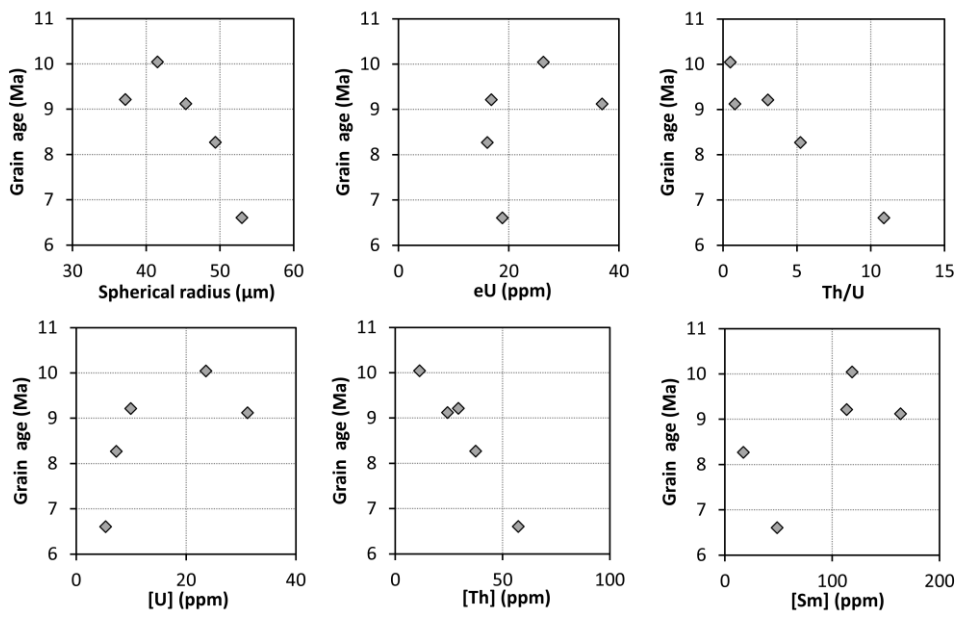 11
10
9
8
7
6
Grain age (Ma)
30 40 50 60
Spherical radius (µm)
11
10
9
8
7
6
Grain age (Ma)
0 20 40
eU (ppm)
11
10
9
8
7
6
Grain age (Ma)
0 5 10 15
Th/U
11
10
9
8
7
6
Grain age (Ma)
0 20 40
[U] (ppm)
11
10
9
8
7
6
Grain age (Ma)
0 50 100
[Th] (ppm)
11
10
9
8
7
6
Grain age (Ma)
0 100 200
[Sm] (ppm)